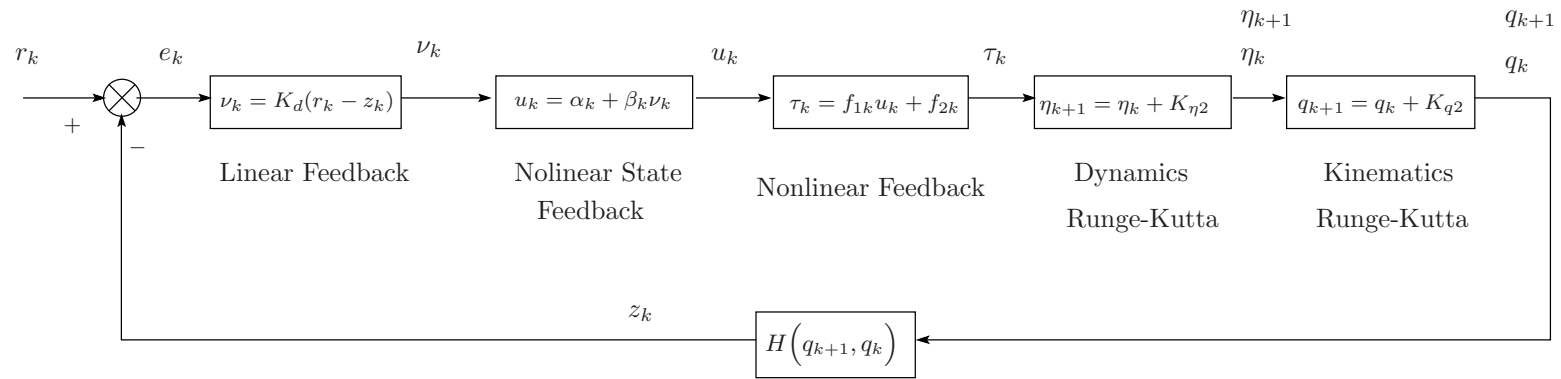 r_k
+
−
e_k
ν_k = K_d(r_k − z_k)
Linear Feedback
ν_k
u_k = α_k + β_kν_k
Nolinear State
Feedback
u_k
τ_k = f_{1k}u_k + f_{2k}
Nonlinear Feedback
τ_k
η_{k+1} = η_k + K_{η2}
Dynamics
Runge-Kutta
η_{k+1}
η_k
q_{k+1} = q_k + K_{q2}
Kinematics
Runge-Kutta
q_{k+1}
q_k
H(q_{k+1}, q_k)
z_k